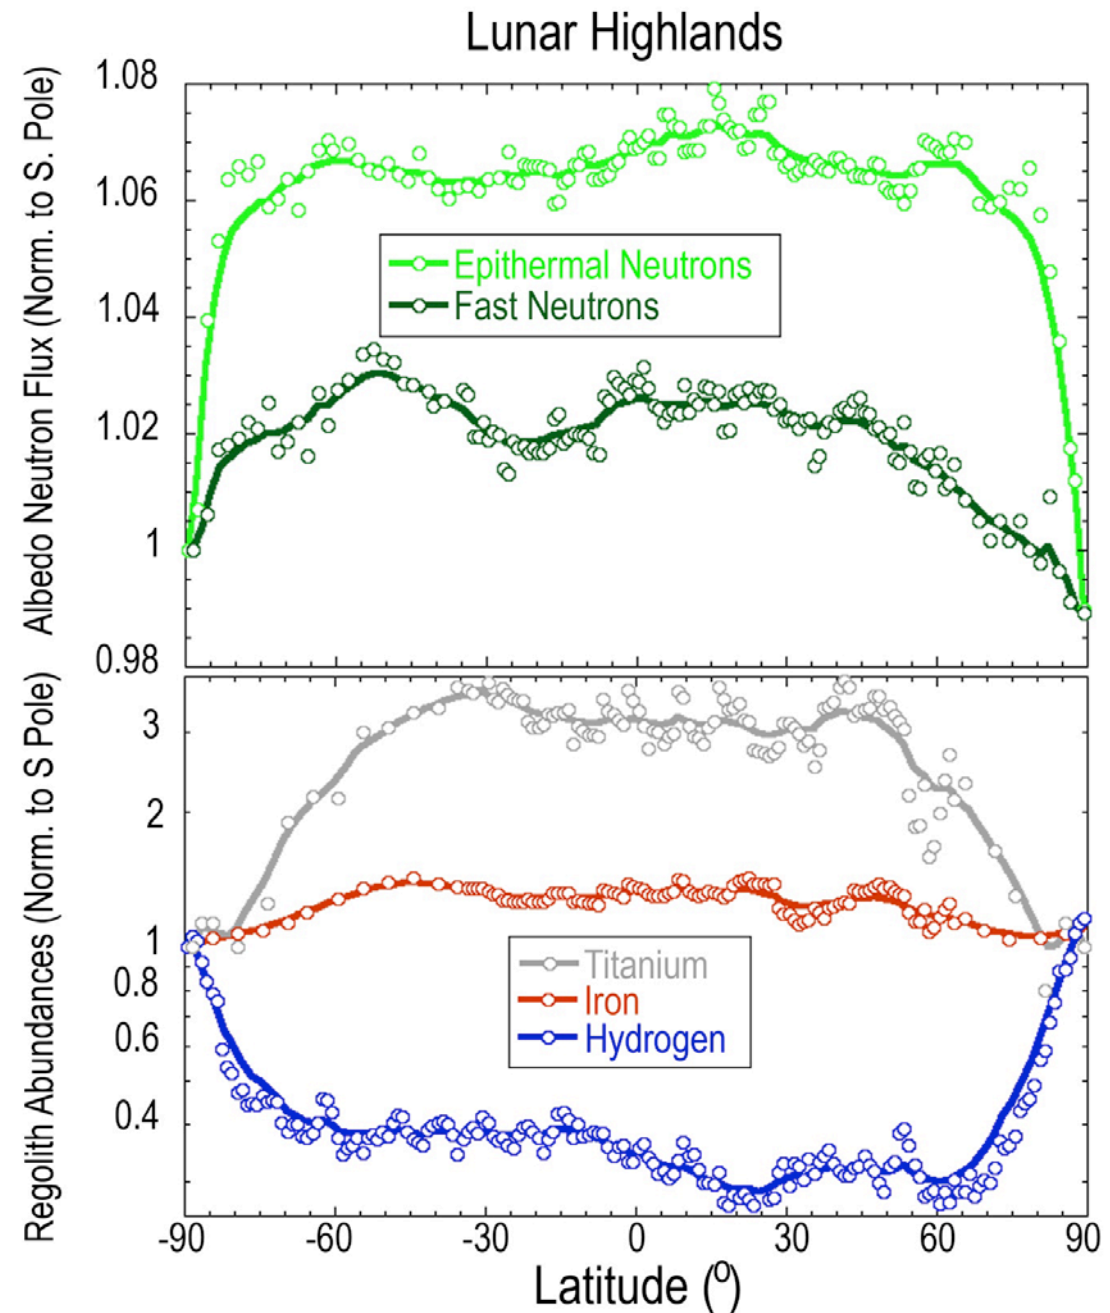 Lunar Highlands
Albedo Neutron Flux (Norm. to S. Pole)
1.08
1.06
1.04
1.02
1
0.98
Epithermal Neutrons
Fast Neutrons
Regolith Abundances (Norm. to S Pole)
3
2
1
0.8
0.6
0.4
Titanium
Iron
Hydrogen
-90 -60 -30 0 30 60 90
Latitude (⁰)